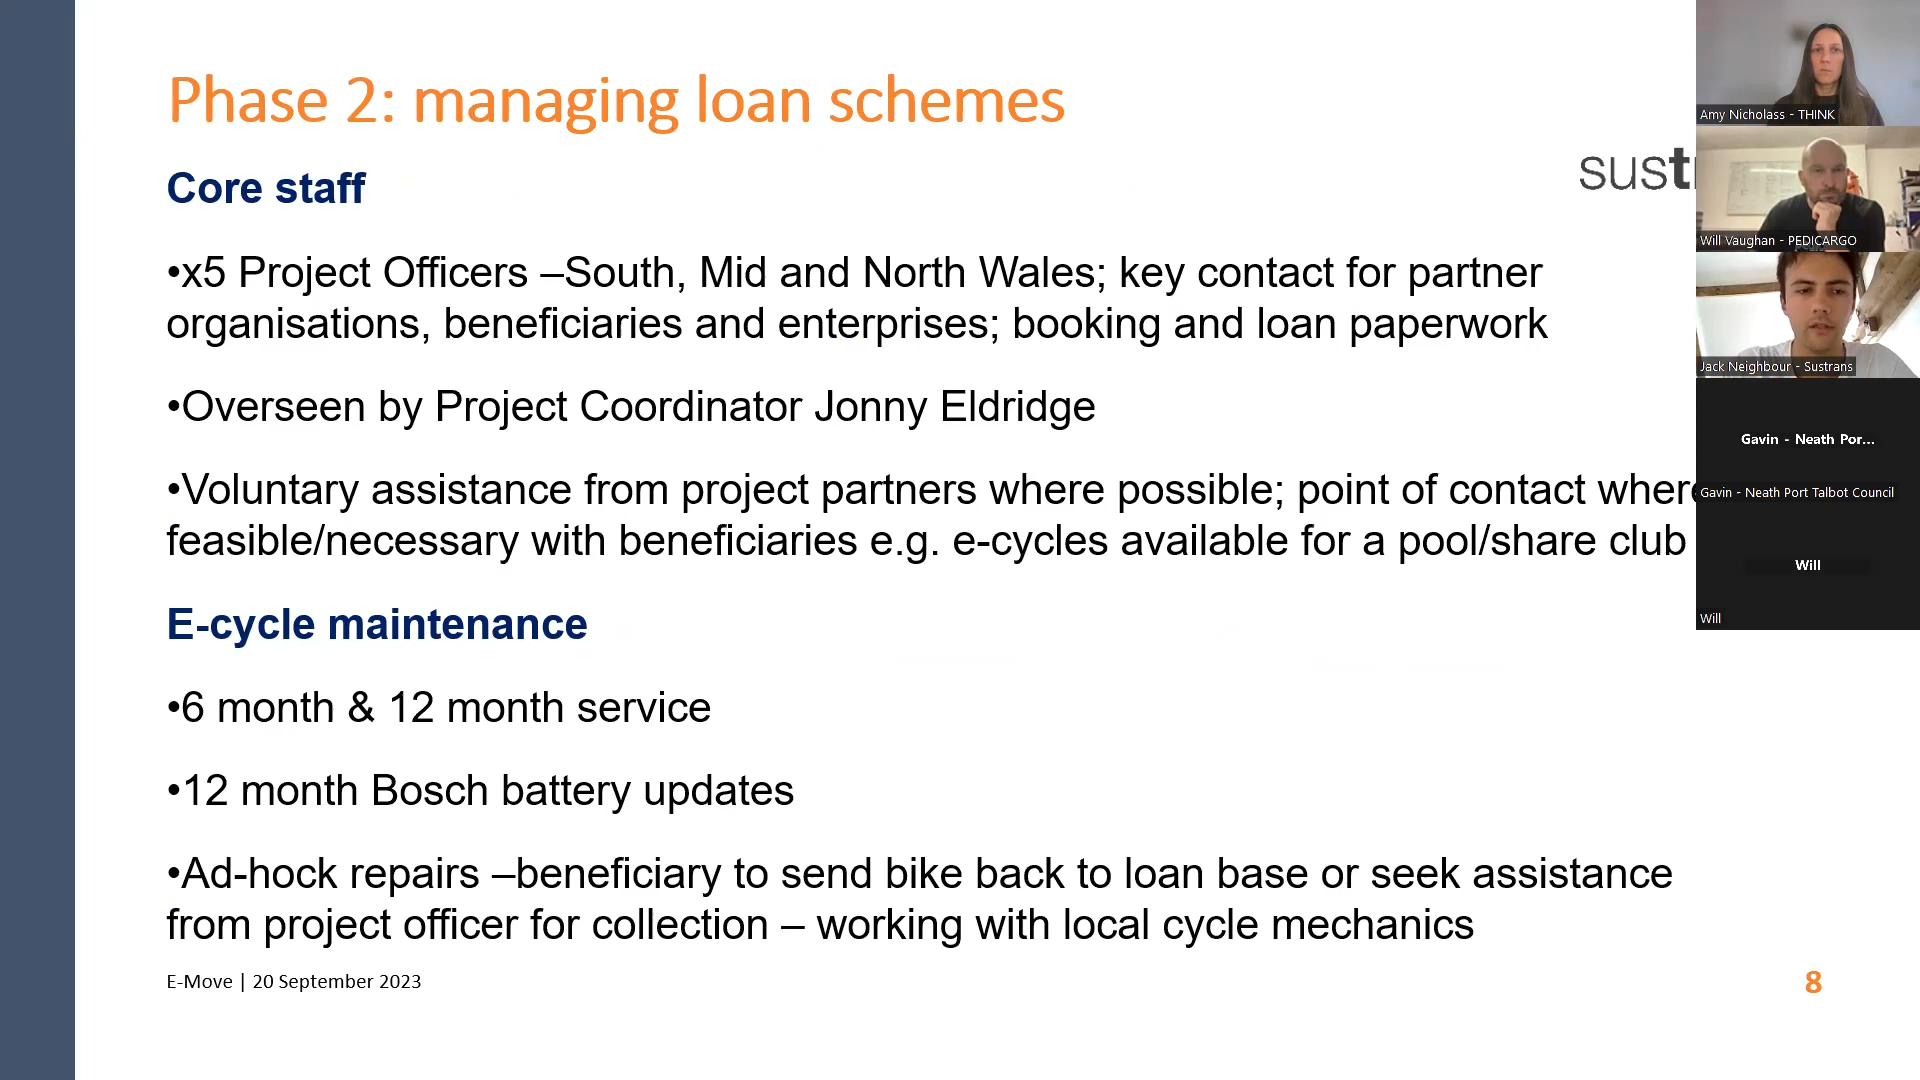 Phase 2: managing loan schemes
Core staff
•x5 Project Officers –South, Mid and North Wales; key contact for partner
organisations, beneficiaries and enterprises; booking and loan paperwork
•Overseen by Project Coordinator Jonny Eldridge
•Voluntary assistance from project partners where possible; point of contact where
feasible/necessary with beneficiaries e.g. e-cycles available for a pool/share club
E-cycle maintenance
•6 month & 12 month service
•12 month Bosch battery updates
•Ad-hock repairs –beneficiary to send bike back to loan base or seek assistance
from project officer for collection – working with local cycle mechanics
E-Move | 20 September 2023
8
sust
Amy Nicholass - THINK
Will Vaughan - PEDICARGO
Jack Neighbour - Sustrans
Gavin - Neath Por...
Gavin - Neath Port Talbot Council
Will
Will